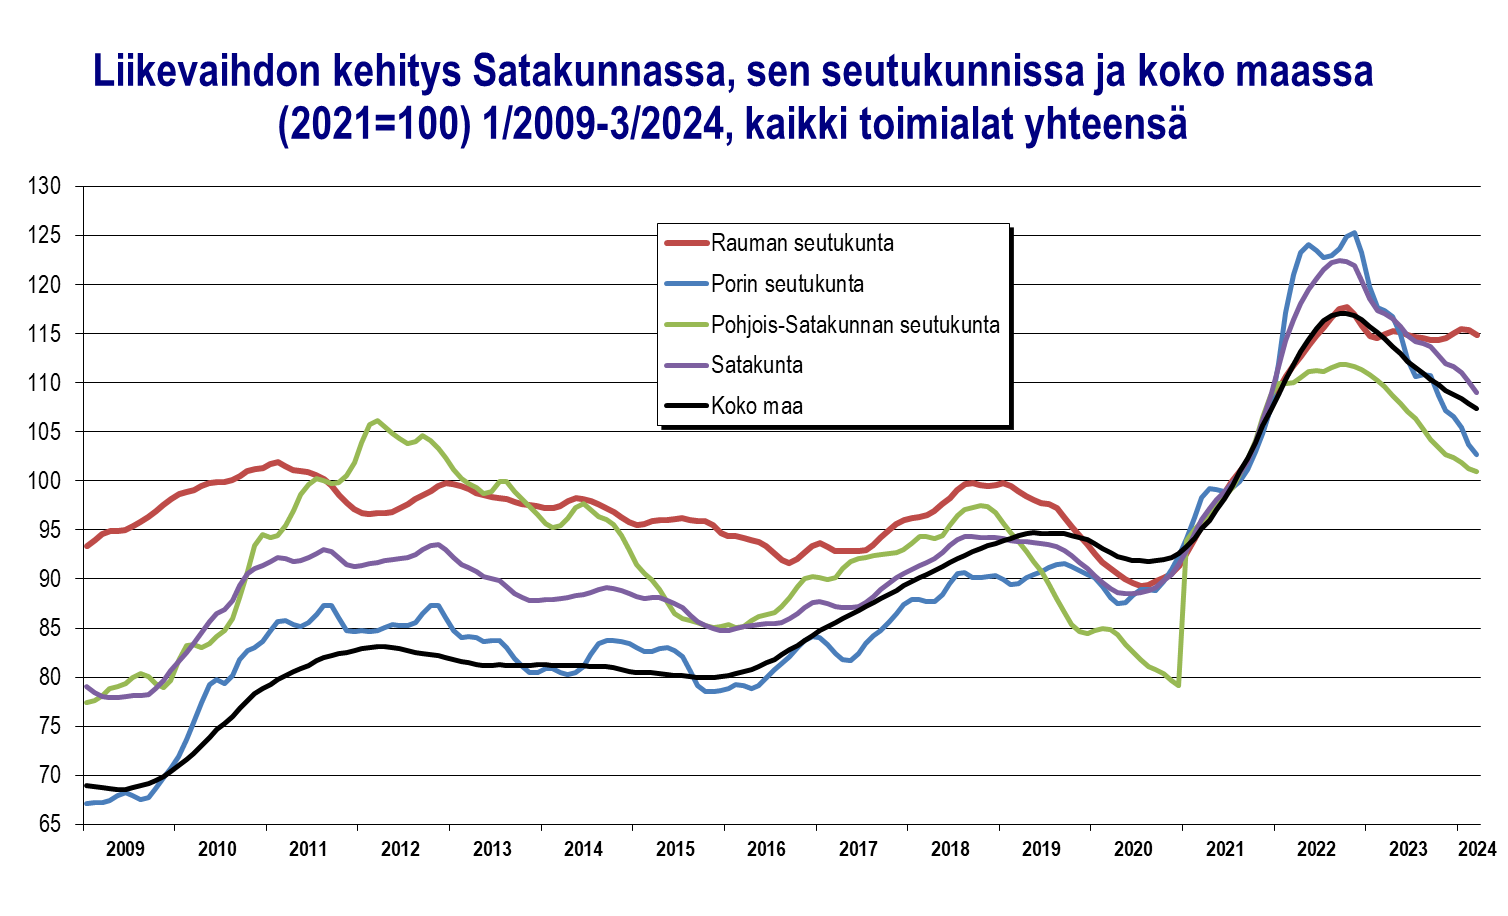 Liikevaihdon kehitys Satakunnassa, sen seutukunnissa ja koko maassa
(2021=100) 1/2009-3/2024, kaikki toimialat yhteensä
130
125
120
115
110
105
100
95
90
85
80
75
70
65
Rauman seutukunta
Porin seutukunta
Pohjois-Satakunnan seutukunta
Satakunta
Koko maa
2009 2010 2011 2012 2013 2014 2015 2016 2017 2018 2019 2020 2021 2022 2023 2024